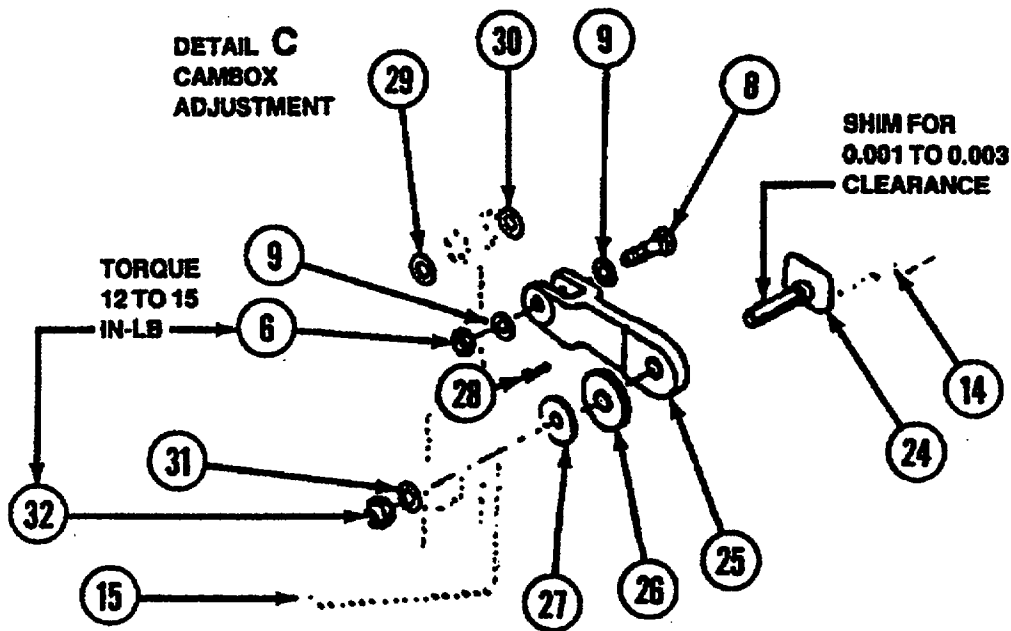 DETAIL C
CAMBOX
ADJUSTMENT
29
30
9
8
SHIM FOR
0.001 TO 0.003
CLEARANCE
TORQUE
12 TO 15
IN-LB
9
6
28
14
24
31
32
25
26
27
15